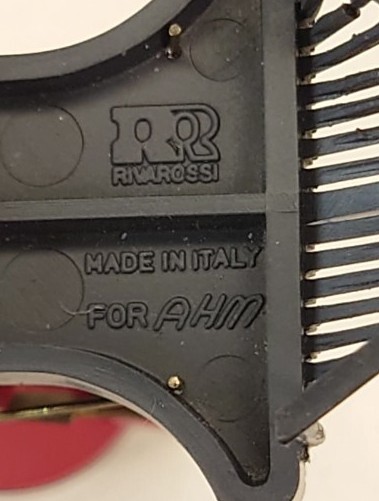 RR
RIVAROSSI
MADE IN ITALY
FOR AHM